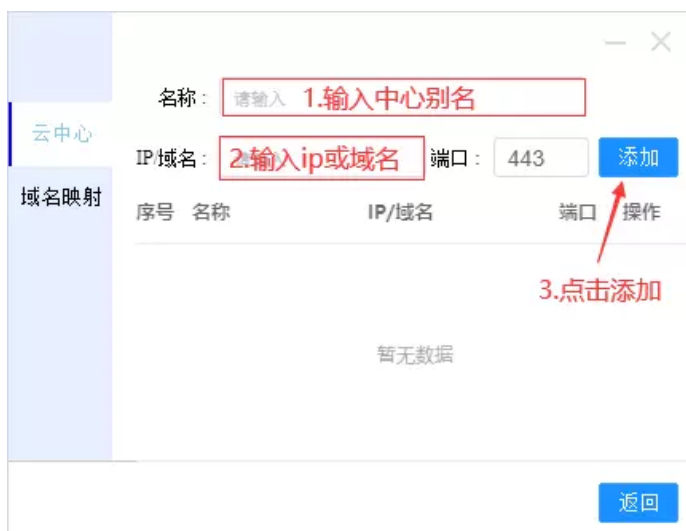 名称： 请输入 1.输入中心别名
云中心
IP/域名： 2.输入ip或域名 端口： 443 添加
域名映射
序号 名称 IP/域名 端口 操作
3.点击添加
暂无数据
返回